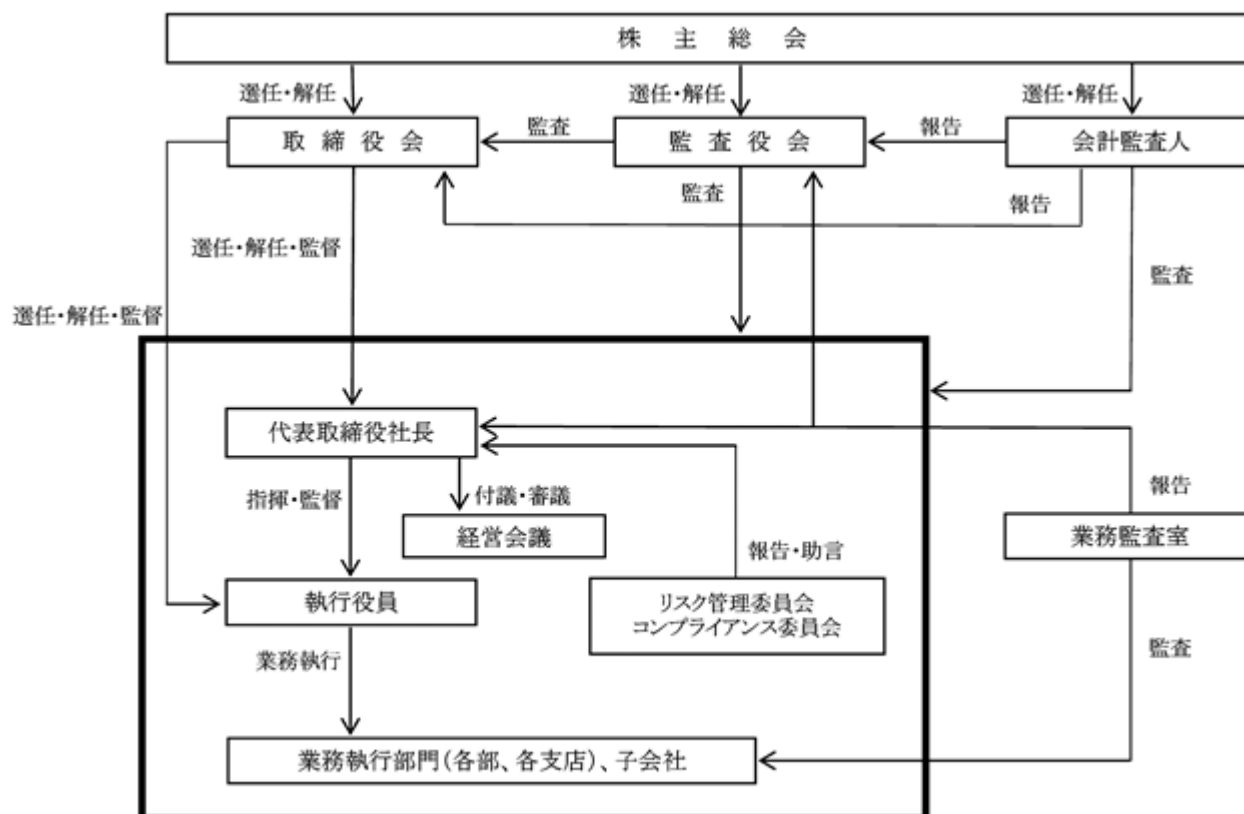 株主総会
選任・解任
選任・解任
選任・解任
取締役会
監査
監査役会
報告
会計監査人
監査
報告
選任・解任・監督
監査
選任・解任・監督
代表取締役社長
指揮・監督
付議・審議
報告
経営会議
業務監査室
報告・助言
執行役員
リスク管理委員会
コンプライアンス委員会
業務執行
監査
業務執行部門(各部、各支店)、子会社